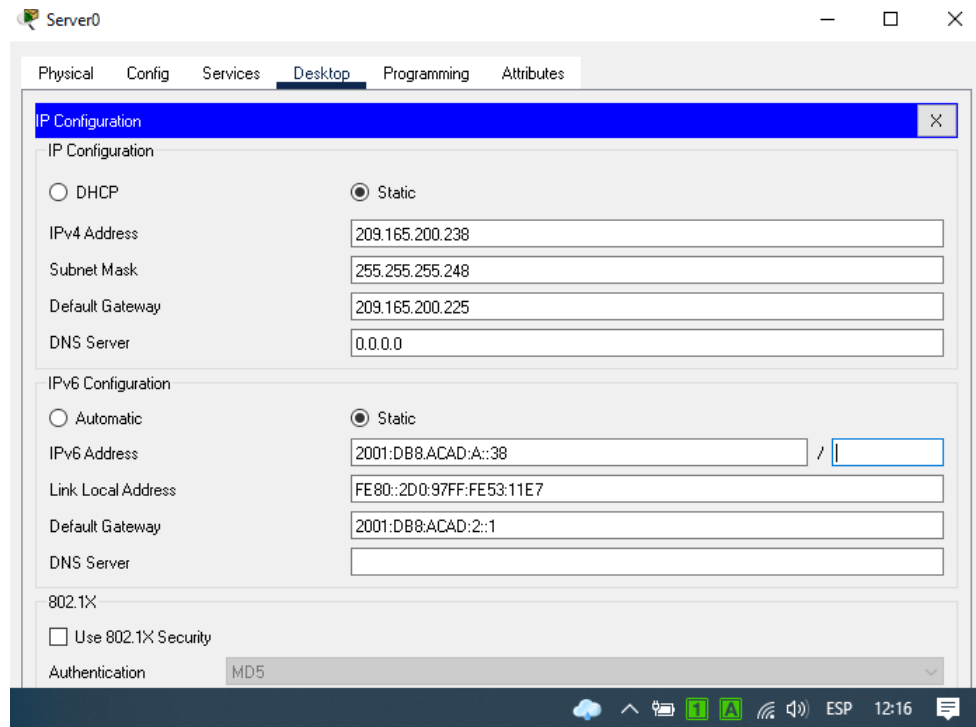 Server0
Physical Config Services Desktop Programming Attributes
IP Configuration X
IP Configuration
DHCP Static
IPv4 Address 209.165.200.238
Subnet Mask 255.255.255.248
Default Gateway 209.165.200.225
DNS Server 0.0.0.0
IPv6 Configuration
Automatic Static
IPv6 Address 2001:DB8.ACAD:A::38 /
Link Local Address FE80::2D0:97FF:FE53:11E7
Default Gateway 2001:DB8:ACAD:2::1
DNS Server
802.1X
Use 802.1X Security
Authentication MD5
1 A ESP 12:16